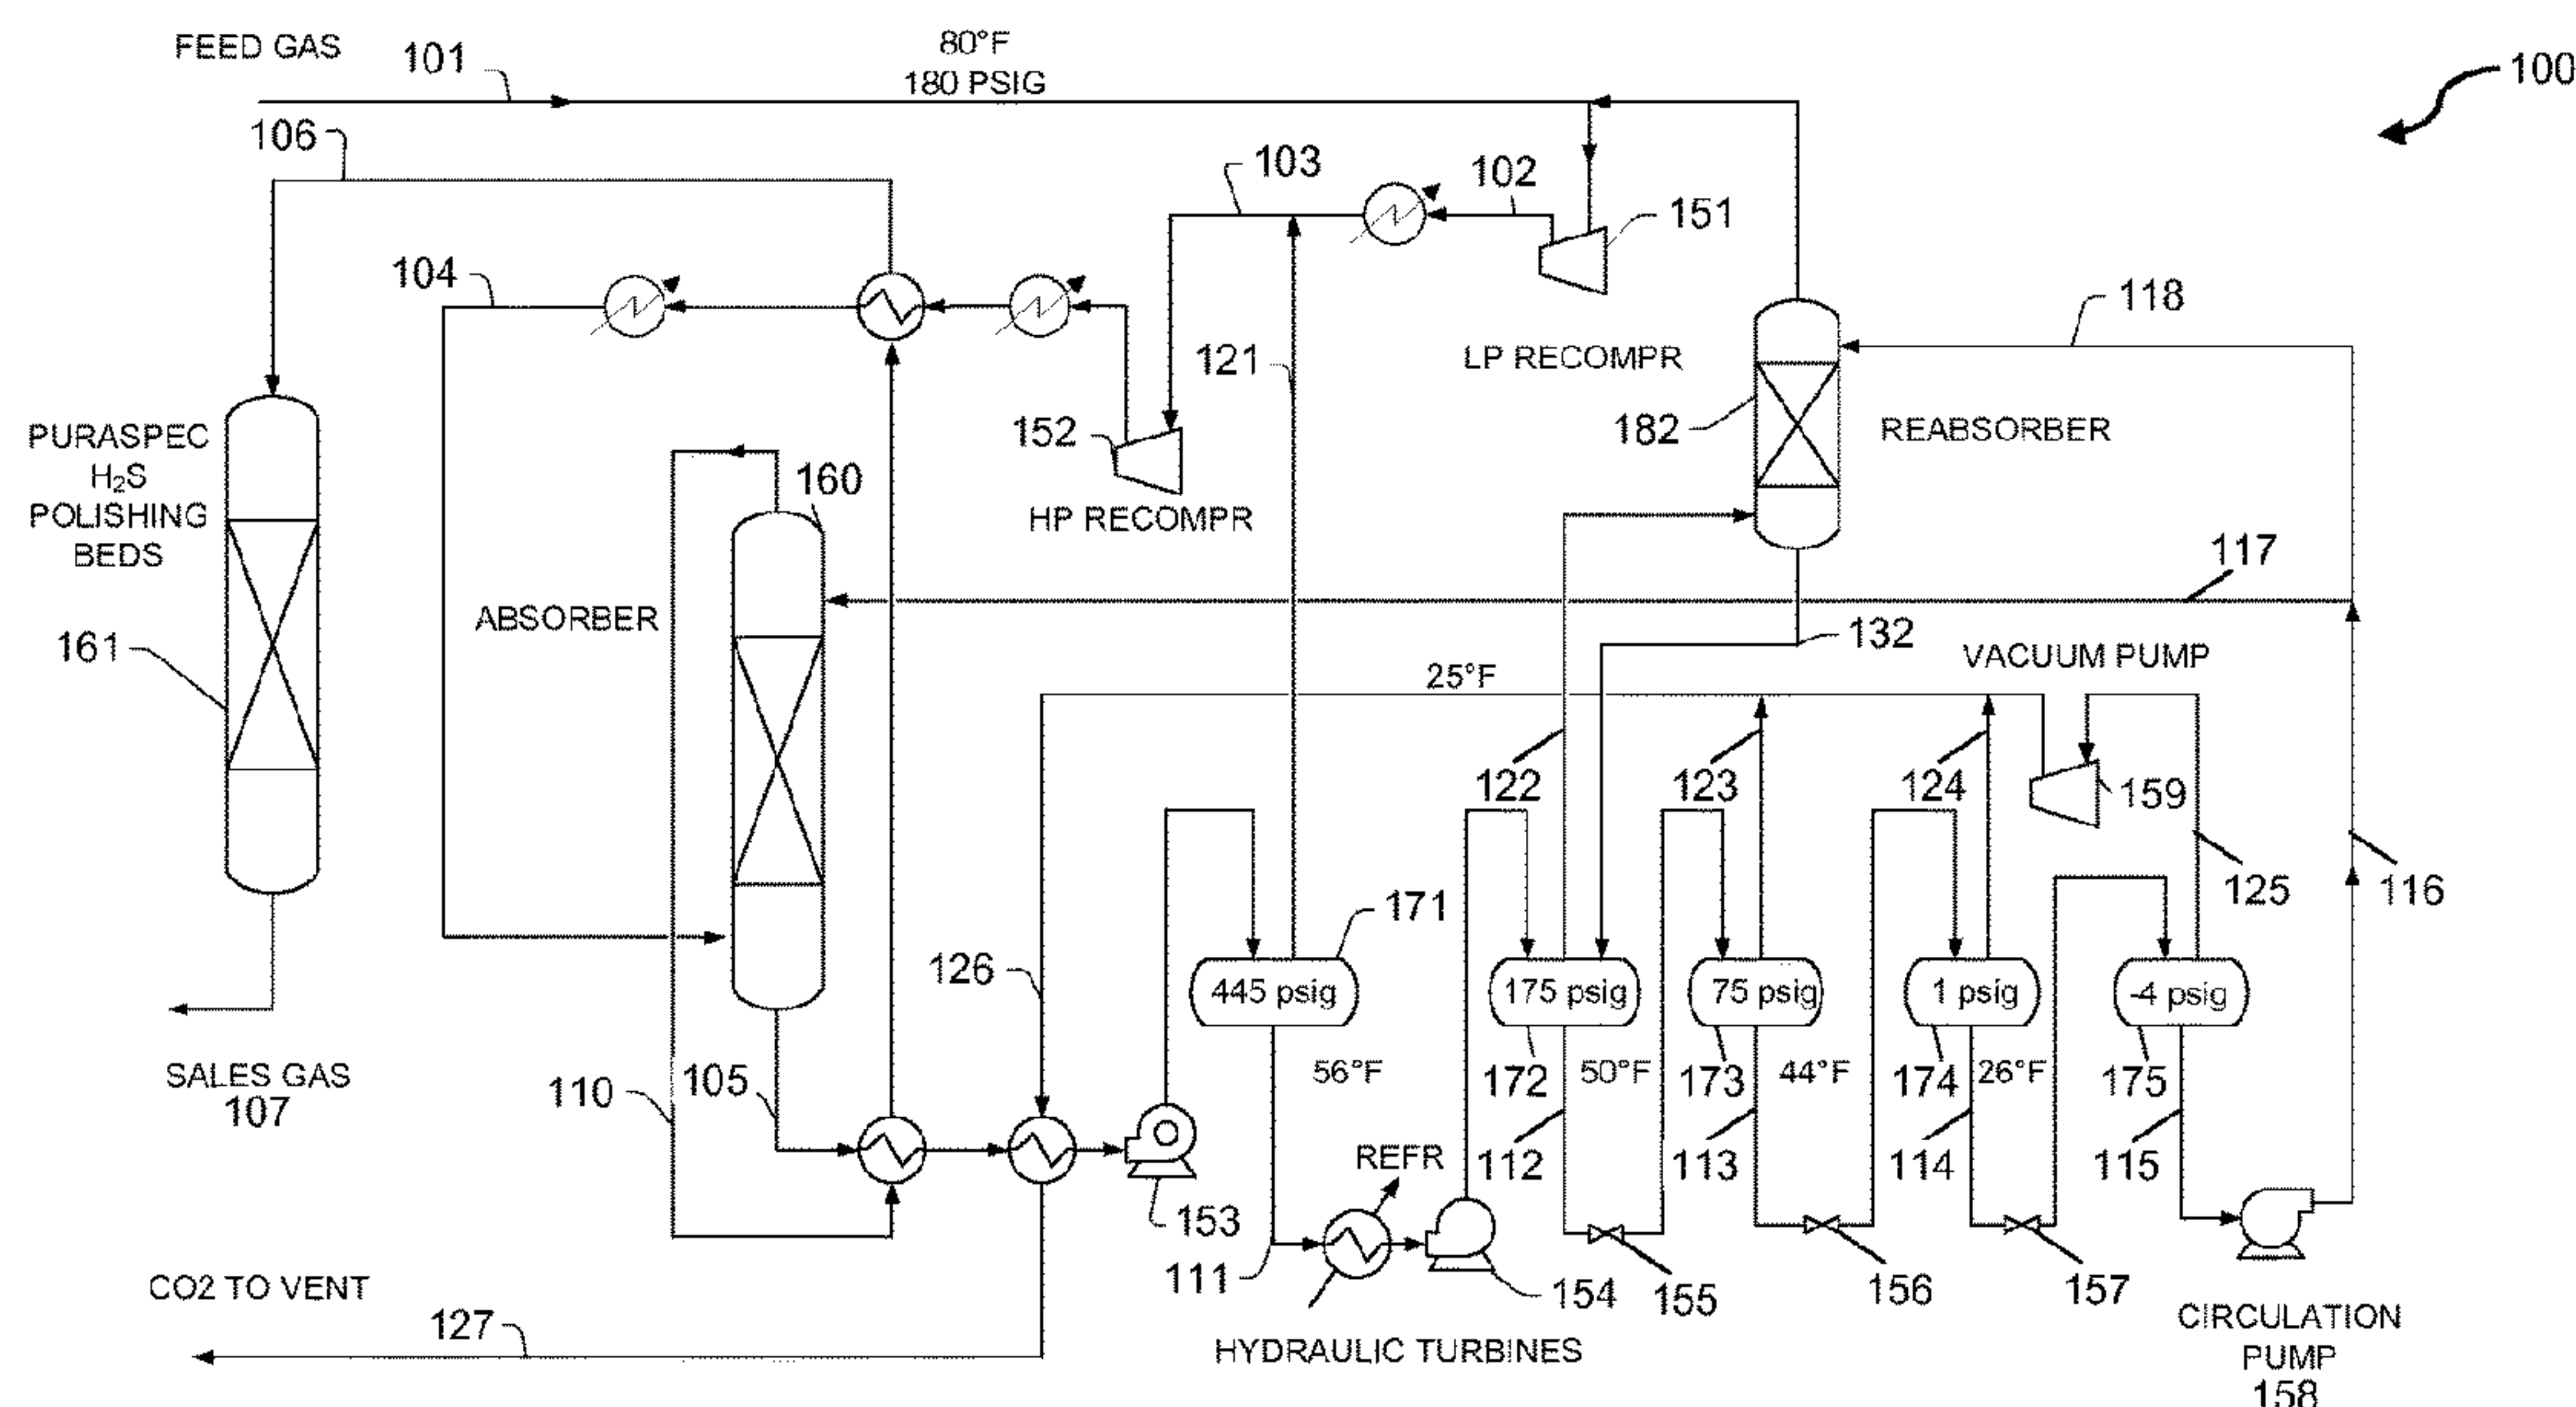 FEED GAS
101
80°F
180 PSIG
100
106
103
102
151
104
118
121
LP RECOMPR
PURASPEC
H₂S
POLISHING
BEDS
152
182
REABSORBER
160
HP RECOMPR
117
ABSORBER
161
132
VACUUM PUMP
25°F
122
123
124
159
171
125
116
126
445 psig
175 psig
75 psig
1 psig
-4 psig
SALES GAS
107
110
105
56°F
172
50°F
173
44°F
174
26°F
175
REFR
112
113
114
115
153
111
154
155
156
157
CO2 TO VENT
127
HYDRAULIC TURBINES
CIRCULATION
PUMP
158